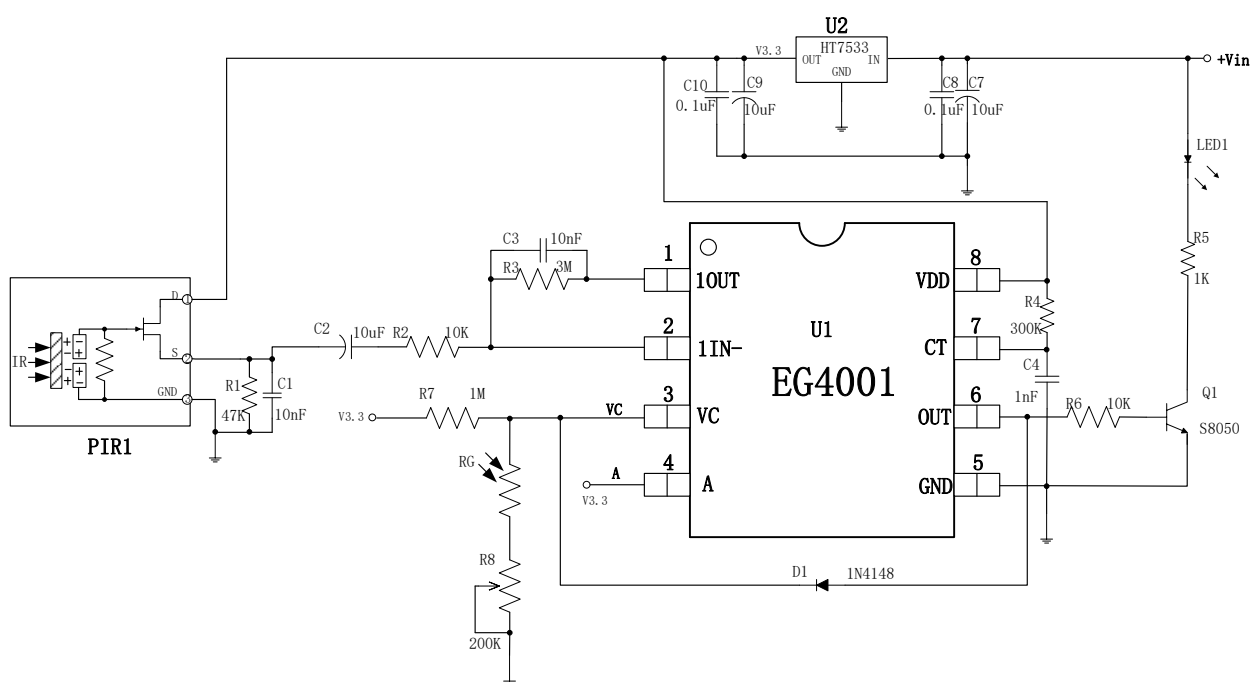 U2
V3.3
HT7533
OUT
IN
GND
+Vin
C10
0.1uF
C9
10uF
C8
0.1uF
C7
10uF
LED1
R5
1K
C3
10nF
R3
3M
1
1OUT
8
VDD
R4
300K
D
1
C2
10uF
R2
10K
2
1IN-
U1
7
CT
IR
S
2
R1
47K
C1
10nF
EG4001
C4
1nF
GND
3
R7
1M
V3.3
VC
3
VC
6
OUT
R6
10K
Q1
S8050
PIR1
RG
A
V3.3
4
A
5
GND
R8
200K
D1
1N4148